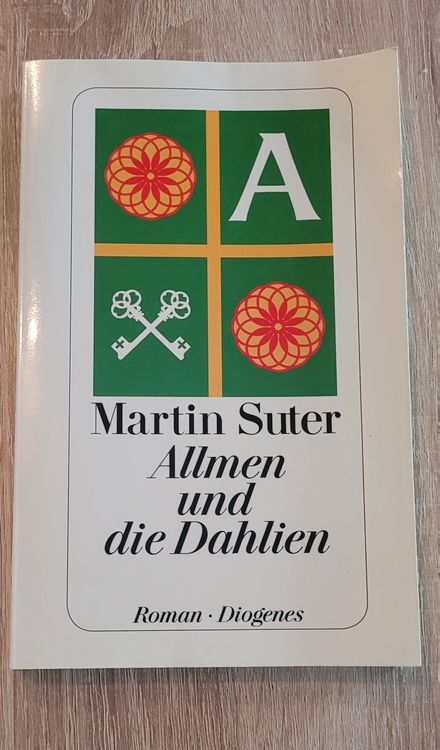 A
Martin Suter
Allmen
und
die Dahlien
Roman · Diogenes